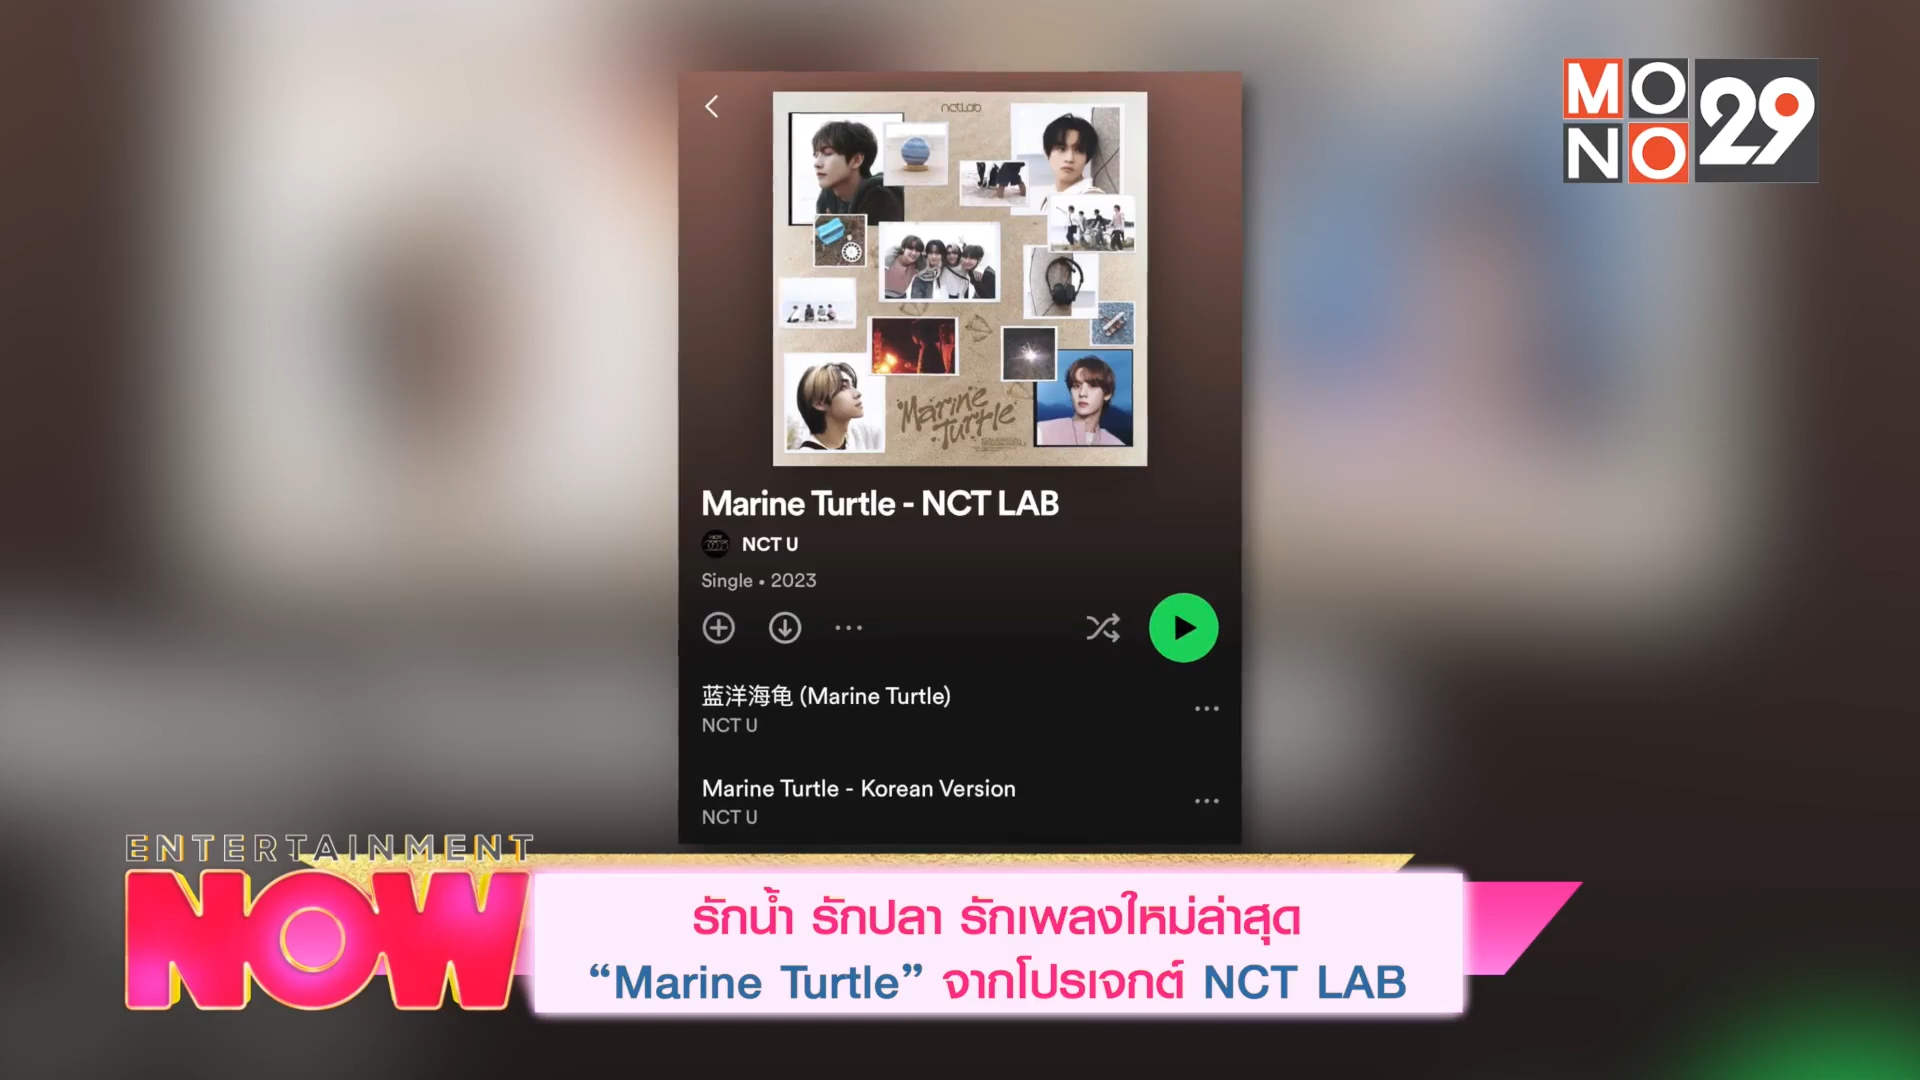 MONO 29
nctLab
Marine
Turtle
Marine Turtle - NCT LAB
NCT U
Single • 2023
蓝洋海龟 (Marine Turtle)
NCT U
Marine Turtle - Korean Version
NCT U
ENTERTAINMENT
NOW
รักน้ำ รักปลา รักเพลงใหม่ล่าสุด
“Marine Turtle” จากโปรเจกต์ NCT LAB